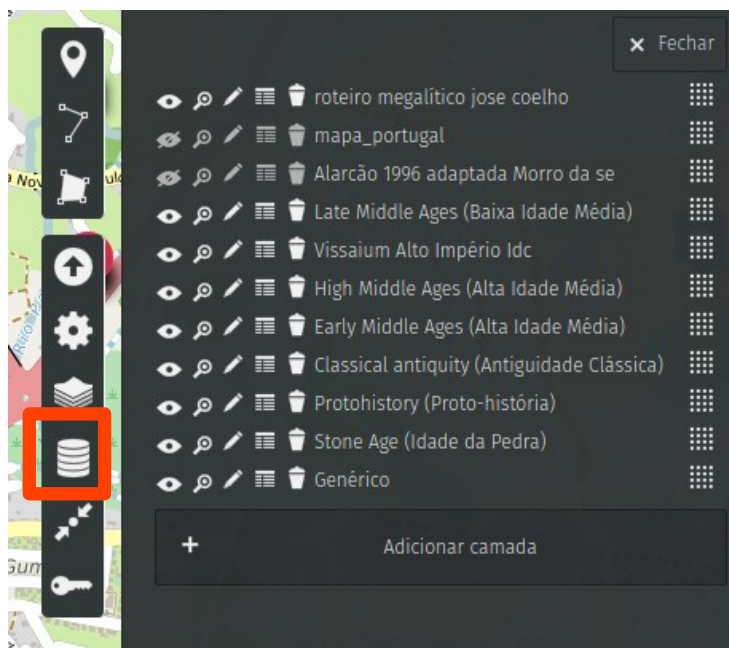 × Fechar
roteiro megalítico jose coelho
mapa_portugal
Alarcão 1996 adaptada Morro da se
Late Middle Ages (Baixa Idade Média)
Vissaium Alto Império Idc
High Middle Ages (Alta Idade Média)
Early Middle Ages (Alta Idade Média)
Classical antiquity (Antiguidade Clássica)
Protohistory (Proto-história)
Stone Age (Idade da Pedra)
Genérico
+ Adicionar camada
a Nov
Gum